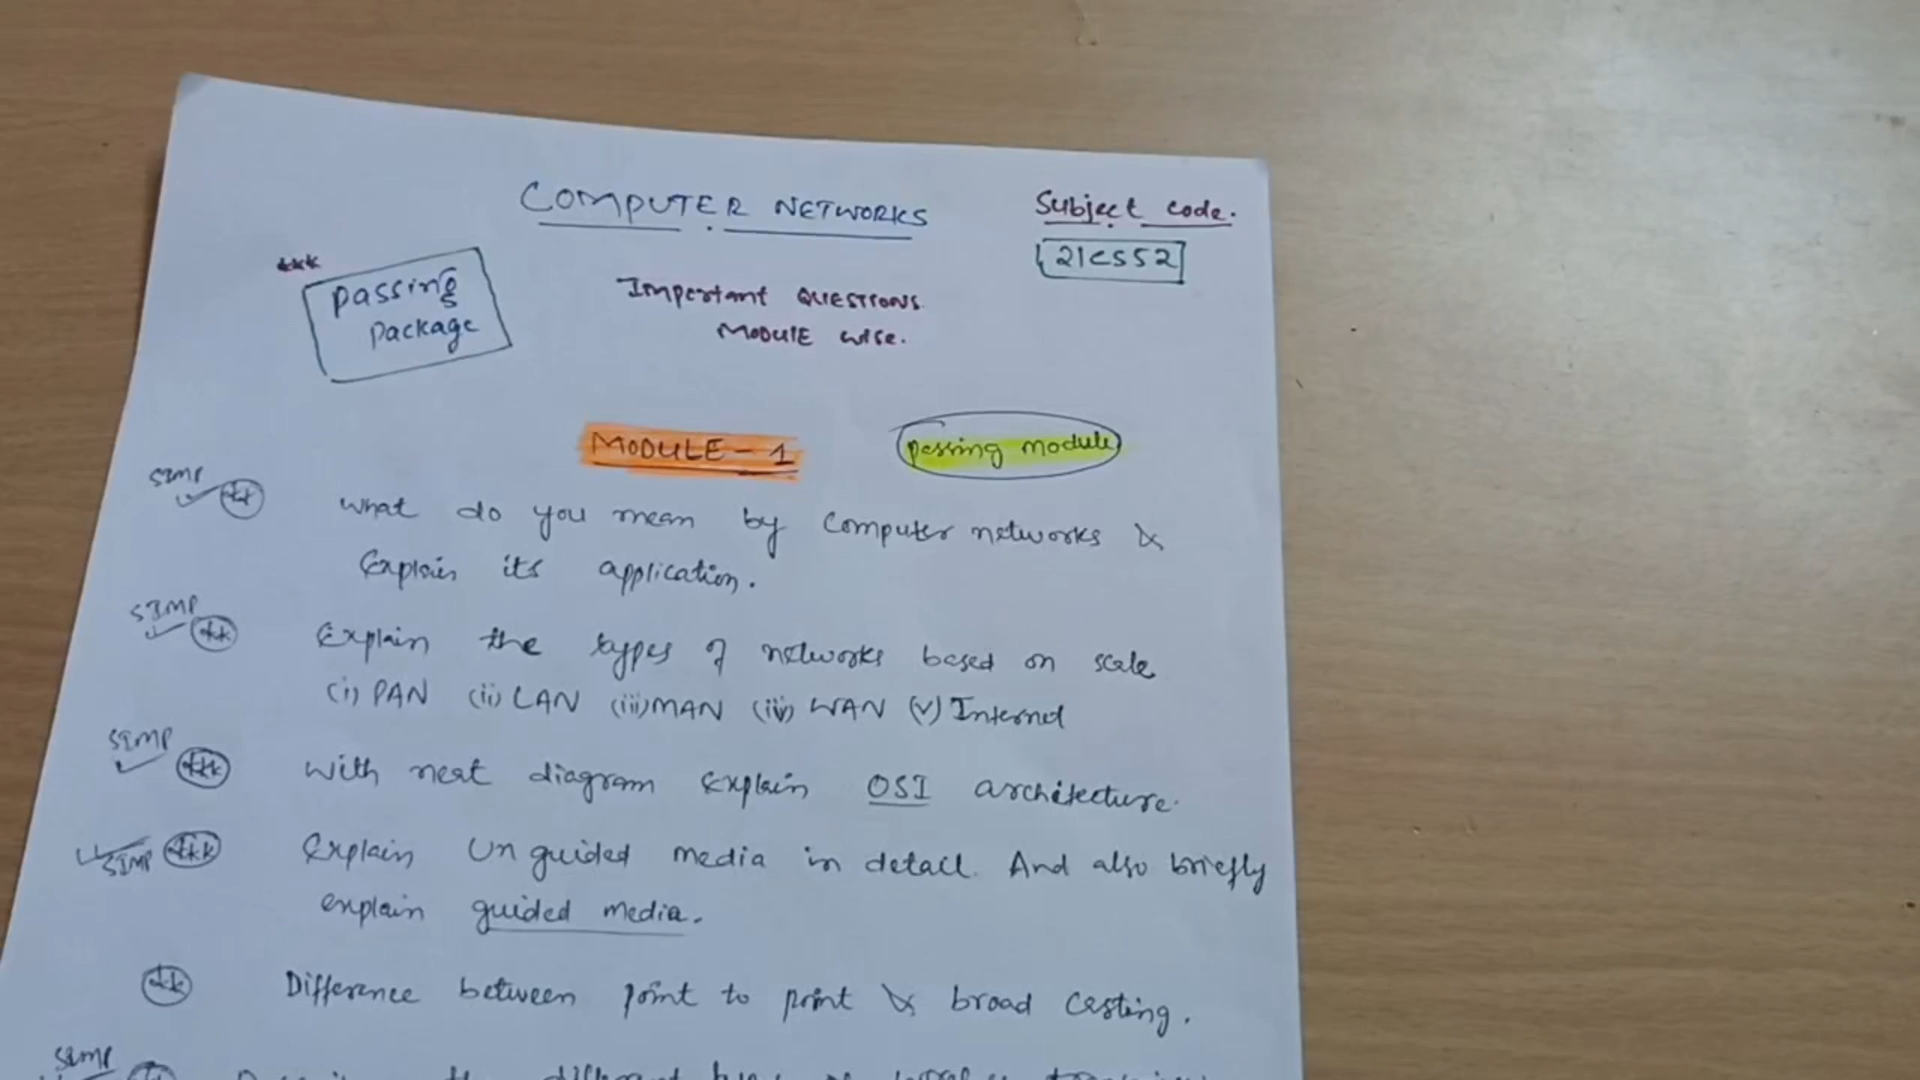 COMPUTER NETWORKS
Subject code.
21CS52
***
passing
package
Important QUESTIONS
MODULE wise.
MODULE - 1
passing module
SIMP
**
What do you mean by Computer networks &
Explain its application.
SIMP
**
Explain the types of networks based on scale
(i) PAN (ii) LAN (iii) MAN (iv) WAN (v) Internet
SIMP
***
With neat diagram explain OSI architecture.
SIMP
***
Explain Un guided media in detail. And also briefly
explain guided media.
**
Difference between point to point & broad casting.
SIMP